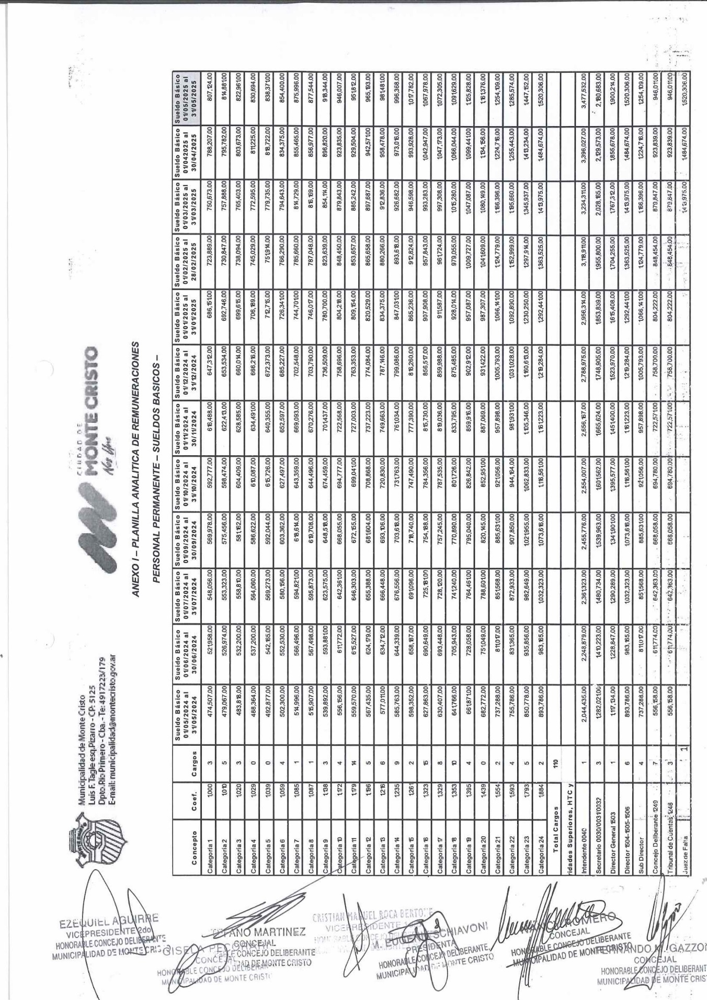 Municipalidad de Monte Cristo
Luis F. Tagle esq.Pizarro - CP: 5125
Dpto.Río Primero - Cba. - Te: 4917223/179
E-mail: municipalidad@montecristo.gov.ar
CIUDAD DE
MONTE CRISTO
ANEXO I – PLANILLA ANALITICA DE REMUNERACIONES
PERSONAL PERMANENTE – SUELDOS BASICOS –
Concepto Coef. Cargos Sueldo Básico 01/05/2024 al 31/05/2024 Sueldo Básico 01/06/2024 al 30/06/2024 Sueldo Básico 01/07/2024 al 31/07/2024 Sueldo Básico 01/09/2024 al 30/09/2024 Sueldo Básico 01/10/2024 al 31/10/2024 Sueldo Básico 01/11/2024 al 30/11/2024 Sueldo Básico 01/12/2024 al 31/12/2024 Sueldo Básico 01/01/2025 al 31/01/2025 Sueldo Básico 01/02/2025 al 28/02/2025 Sueldo Básico 01/03/2025 al 31/03/2025 Sueldo Básico 01/042025 al 30/04/2025 Sueldo Básico 01/05/2025 al 31/05/2025
Categoría 1 1,000 3 474,507.00 521,958.00 548,056.00 569,978.00 592,777.00 616,488.00 647,312.00 686,151.00 723,889.00 750,673.00 788,207.00 807,124.00
Categoría 2 1,010 5 479,067.00 526,974.00 553,323.00 575,456.00 598,474.00 622,413.00 653,534.00 692,746.00 730,847.00 757,888.00 795,782.00 814,881.00
Categoría 3 1,020 3 483,818.00 532,200.00 558,810.00 581,162.00 604,409.00 628,585.00 660,014.00 699,615.00 738,094.00 765,403.00 803,673.00 822,961.00
Categoría 4 1,029 0 488,364.00 537,200.00 564,060.00 586,622.00 610,087.00 634,491.00 666,216.00 706,189.00 745,029.00 772,595.00 811,225.00 830,694.00
Categoría 5 1,039 0 492,877.00 542,165.00 569,273.00 592,044.00 615,726.00 640,355.00 672,373.00 712,715.00 751,914.00 779,735.00 818,722.00 838,371.00
Categoría 6 1,059 4 502,300.00 552,530.00 580,156.00 603,362.00 627,497.00 652,597.00 685,227.00 726,341.00 766,290.00 794,643.00 834,375.00 854,400.00
Categoría 7 1,085 1 514,996.00 566,496.00 594,821.00 618,614.00 643,359.00 669,093.00 702,548.00 744,701.00 785,660.00 814,729.00 855,465.00 875,996.00
Categoría 8 1,087 1 515,907.00 567,498.00 595,873.00 619,708.00 644,496.00 670,276.00 703,790.00 746,017.00 787,048.00 816,169.00 856,977.00 877,544.00
Categoría 9 1,138 3 539,892.00 593,881.00 623,575.00 648,518.00 674,459.00 701,437.00 736,509.00 780,700.00 823,639.00 854,114.00 896,820.00 918,344.00
Categoría 10 1,172 4 556,156.00 611,772.00 642,361.00 668,055.00 694,777.00 722,568.00 758,696.00 804,218.00 848,450.00 879,843.00 923,835.00 946,007.00
Categoría 11 1,179 14 559,570.00 615,527.00 646,303.00 672,155.00 699,041.00 727,003.00 763,353.00 809,154.00 853,657.00 885,242.00 929,504.00 951,812.00
Categoría 12 1,196 5 567,435.00 624,179.00 655,388.00 681,604.00 708,868.00 737,223.00 774,084.00 820,529.00 865,658.00 897,687.00 942,571.00 965,193.00
Categoría 13 1,216 6 577,011.00 634,712.00 666,448.00 693,106.00 720,830.00 749,663.00 787,146.00 834,375.00 880,266.00 912,836.00 958,478.00 981,481.00
Categoría 14 1,235 9 585,763.00 644,339.00 676,556.00 703,618.00 731,763.00 761,034.00 799,086.00 847,031.00 893,618.00 926,682.00 973,016.00 996,368.00
Categoría 15 1,261 2 598,352.00 658,187.00 691,096.00 718,740.00 747,490.00 777,390.00 816,260.00 865,236.00 912,824.00 946,598.00 993,928.00 1,017,782.00
Categoría 16 1,323 15 627,863.00 690,649.00 725,181.00 754,188.00 784,356.00 815,730.00 856,517.00 907,908.00 957,843.00 993,283.00 1,042,947.00 1,067,978.00
Categoría 17 1,329 8 630,407.00 693,448.00 728,120.00 757,245.00 787,535.00 819,036.00 859,988.00 911,587.00 961,724.00 997,308.00 1,047,173.00 1,072,305.00
Categoría 18 1,353 10 641,766.00 705,943.00 741,240.00 770,890.00 801,726.00 833,795.00 875,485.00 928,014.00 979,055.00 1,015,280.00 1,066,044.00 1,091,629.00
Categoría 19 1,395 4 661,871.00 728,058.00 764,461.00 795,040.00 826,842.00 859,916.00 902,912.00 957,087.00 1,009,727.00 1,047,087.00 1,099,441.00 1,125,828.00
Categoría 20 1,439 0 682,772.00 751,049.00 788,601.00 820,145.00 852,951.00 887,069.00 931,422.00 987,307.00 1,041,609.00 1,080,149.00 1,134,156.00 1,161,376.00
Categoría 21 1,554 2 737,288.00 811,017.00 851,568.00 885,631.00 921,056.00 957,898.00 1,005,793.00 1,066,141.00 1,124,779.00 1,166,396.00 1,224,716.00 1,254,109.00
Categoría 22 1,593 4 755,786.00 831,365.00 872,933.00 907,850.00 944,164.00 981,931.00 1,031,028.00 1,092,890.00 1,152,999.00 1,195,660.00 1,255,443.00 1,285,574.00
Categoría 23 1,793 5 850,778.00 935,856.00 982,649.00 1,021,955.00 1,062,833.00 1,105,346.00 1,160,613.00 1,230,250.00 1,297,914.00 1,345,937.00 1,413,234.00 1,447,152.00
Categoría 24 1,884 2 893,786.00 983,165.00 1,032,323.00 1,073,616.00 1,116,561.00 1,161,223.00 1,219,284.00 1,292,441.00 1,363,525.00 1,413,975.00 1,484,674.00 1,520,306.00
Total Cargos 110
ridades Superiores, HTC y
Intendente 0040 1 2,044,435.00 2,248,879.00 2,361,323.00 2,455,776.00 2,554,007.00 2,656,167.00 2,788,975.00 2,956,314.00 3,118,911.00 3,234,311.00 3,396,027.00 3,477,532.00
Secretario 0030/0031/0032 3 1,282,021.00 1,410,223.00 1,480,734.00 1,539,963.00 1,601,562.00 1,665,624.00 1,748,905.00 1,853,839.00 1,955,800.00 2,028,165.00 2,129,573.00 2,180,683.00
Director General 1503 1 1,117,134.00 1,228,847.00 1,290,289.00 1,341,901.00 1,395,577.00 1,451,400.00 1,523,970.00 1,615,408.00 1,704,255.00 1,767,312.00 1,855,678.00 1,900,214.00
Director 1504-1505-1506 6 893,786.00 983,165.00 1,032,323.00 1,073,616.00 1,116,561.00 1,161,223.00 1,219,284.00 1,292,441.00 1,363,525.00 1,413,975.00 1,484,674.00 1,520,306.00
Sub Director 4 737,288.00 811,017.00 851,568.00 885,631.00 921,056.00 957,898.00 1,005,793.00 1,066,141.00 1,124,779.00 1,166,396.00 1,224,716.00 1,254,109.00
Concejo Deliberante 1249 7 556,158.00 611,774.00 642,363.00 668,058.00 694,780.00 722,571.00 758,700.00 804,222.00 848,454.00 879,847.00 923,839.00 946,011.00
Tribunal de Cuentas 1248 3 556,158.00 611,774.00 642,363.00 668,058.00 694,780.00 722,571.00 758,700.00 804,222.00 848,454.00 879,847.00 923,839.00 946,011.00
Juez de Falta 1 1,413,975.00 1,484,674.00 1,520,306.00
EZEQUIEL AGUIRRE
VICEPRESIDENTE 2do
HONORABLE CONCEJO DELIBERANTE
MUNICIPALIDAD DE MONTE CRISTO
GISELA PECORARI
CONCEJAL
HONORABLE CONCEJO DELIBERANTE
MUNICIPALIDAD DE MONTE CRISTO
MARTINEZ
CONCEJAL
CONCEJO DELIBERANTE
DAD DE MONTE CRISTO
CRISTIAN MANUEL ROCA BERTO
VICEPRESIDENTE
M. EUGENIA SCHIAVONI
PRESIDENTA
HONORABLE CONCEJO DELIBERANTE
MUNICIPALIDAD DE MONTE CRISTO
NANCY ROMERO
CONCEJAL
HONORABLE CONCEJO DELIBERANTE
MUNICIPALIDAD DE MONTE CRISTO
FERNANDO M. GAZZON
CONCEJAL
HONORABLE CONCEJO DELIBERANT
MUNICIPALIDAD DE MONTE CRIS